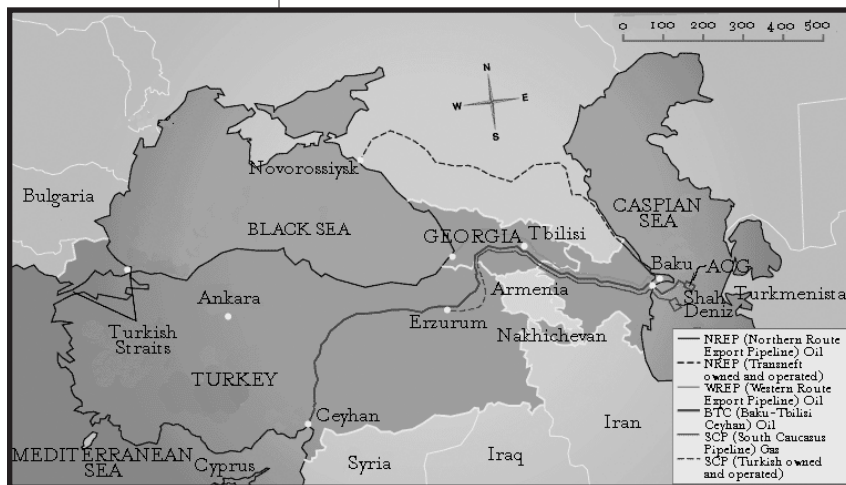 0 100 200 300 400 500
N
W E
S
Novorossiysk
Bulgaria
BLACK SEA
GEORGIA
Tbilisi
CASPIAN
SEA
Baku
ACG
Shah
Deniz
Turkmenista
Ankara
Armenia
Erzurum
Nakhichevan
Turkish
Straits
TURKEY
Ceyhan
Iran
MEDITERRANEAN
SEA
Cyprus
Syria
Iraq
NREP (Northern Route
Export Pipeline) Oil
NREP (Transneft
owned and operated)
WREP (Western Route
Export Pipeline) Oil
BTC (Baku-Tbilisi
Ceyhan) Oil
SCP (South Caucasus
Pipeline) Gas
SCP (Turkish owned
and operated)